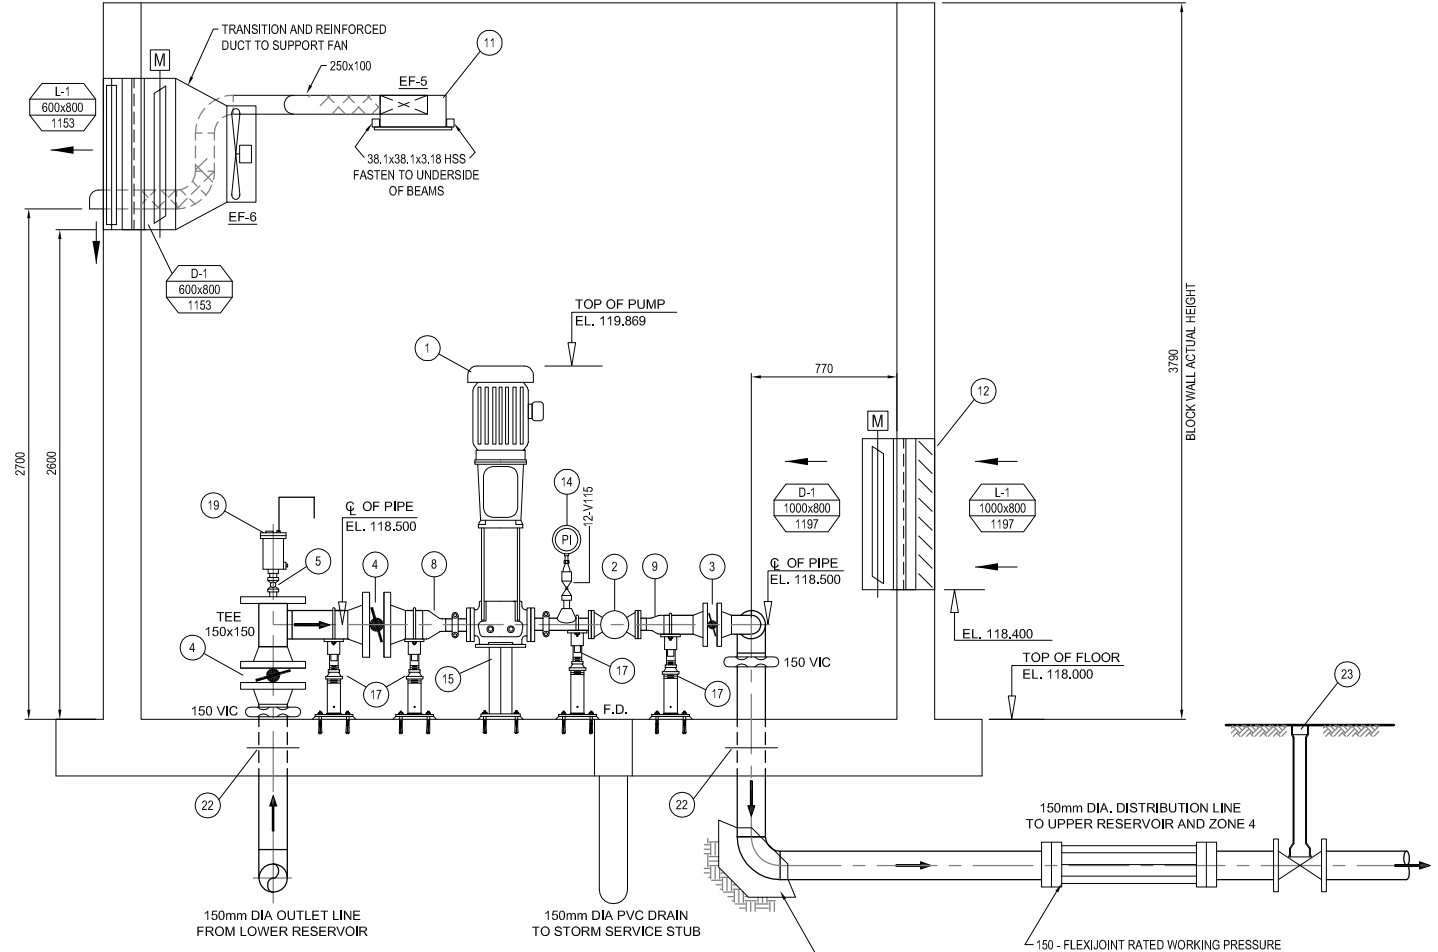 TRANSITION AND REINFORCED
DUCT TO SUPPORT FAN
M
250x100
EF-5
11
L-1
600x800
1153
38.1x38.1x3.18 HSS
FASTEN TO UNDERSIDE
OF BEAMS
EF-6
D-1
600x800
1153
TOP OF PUMP
EL. 119.869
1
770
12
3790
BLOCK WALL ACTUAL HEIGHT
M
2700
2600
D-1
1000x800
1197
L-1
1000x800
1197
19
℄ OF PIPE
EL. 118.500
14
12-V115
PI
5
4
8
2
9
3
℄ OF PIPE
EL. 118.500
TEE
150x150
4
EL. 118.400
17
15
17
17
150 VIC
TOP OF FLOOR
EL. 118.000
23
150 VIC
F.D.
22
22
150mm DIA. DISTRIBUTION LINE
TO UPPER RESERVOIR AND ZONE 4
150mm DIA OUTLET LINE
FROM LOWER RESERVOIR
150mm DIA PVC DRAIN
TO STORM SERVICE STUB
150 - FLEXIJOINT RATED WORKING PRESSURE